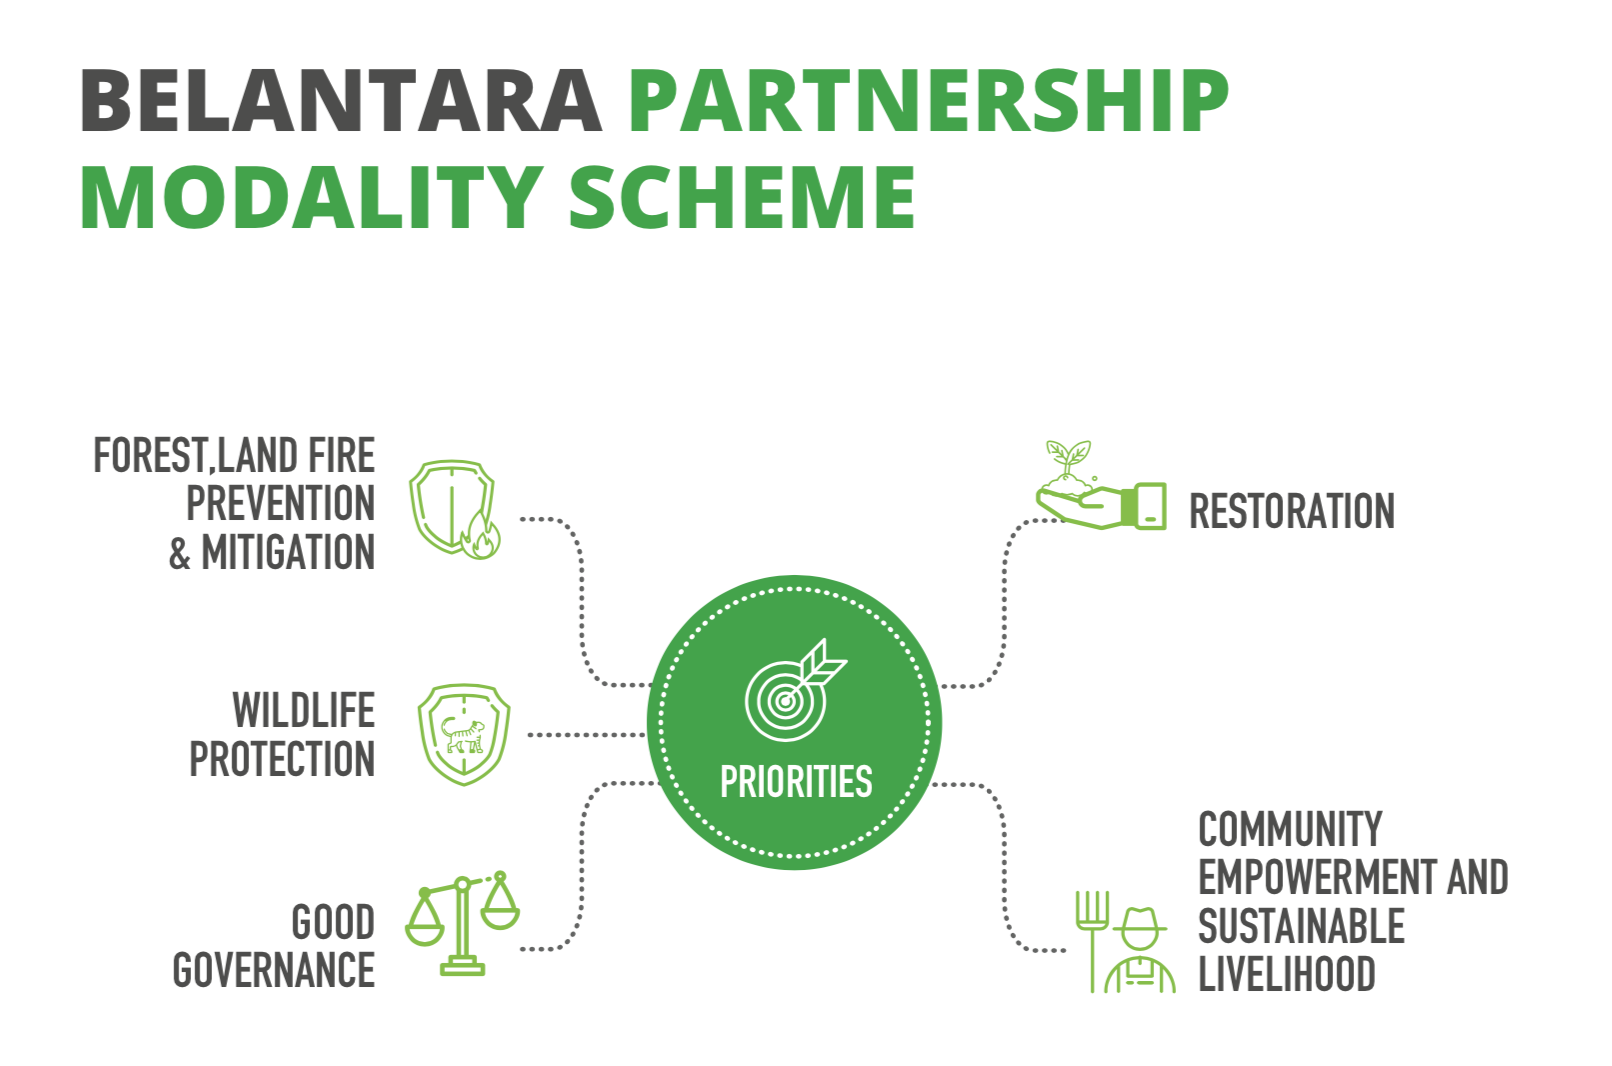 BELANTARA PARTNERSHIP
MODALITY SCHEME
FOREST,LAND FIRE
PREVENTION
& MITIGATION
WILDLIFE
PROTECTION
GOOD
GOVERNANCE
PRIORITIES
RESTORATION
COMMUNITY
EMPOWERMENT AND
SUSTAINABLE
LIVELIHOOD